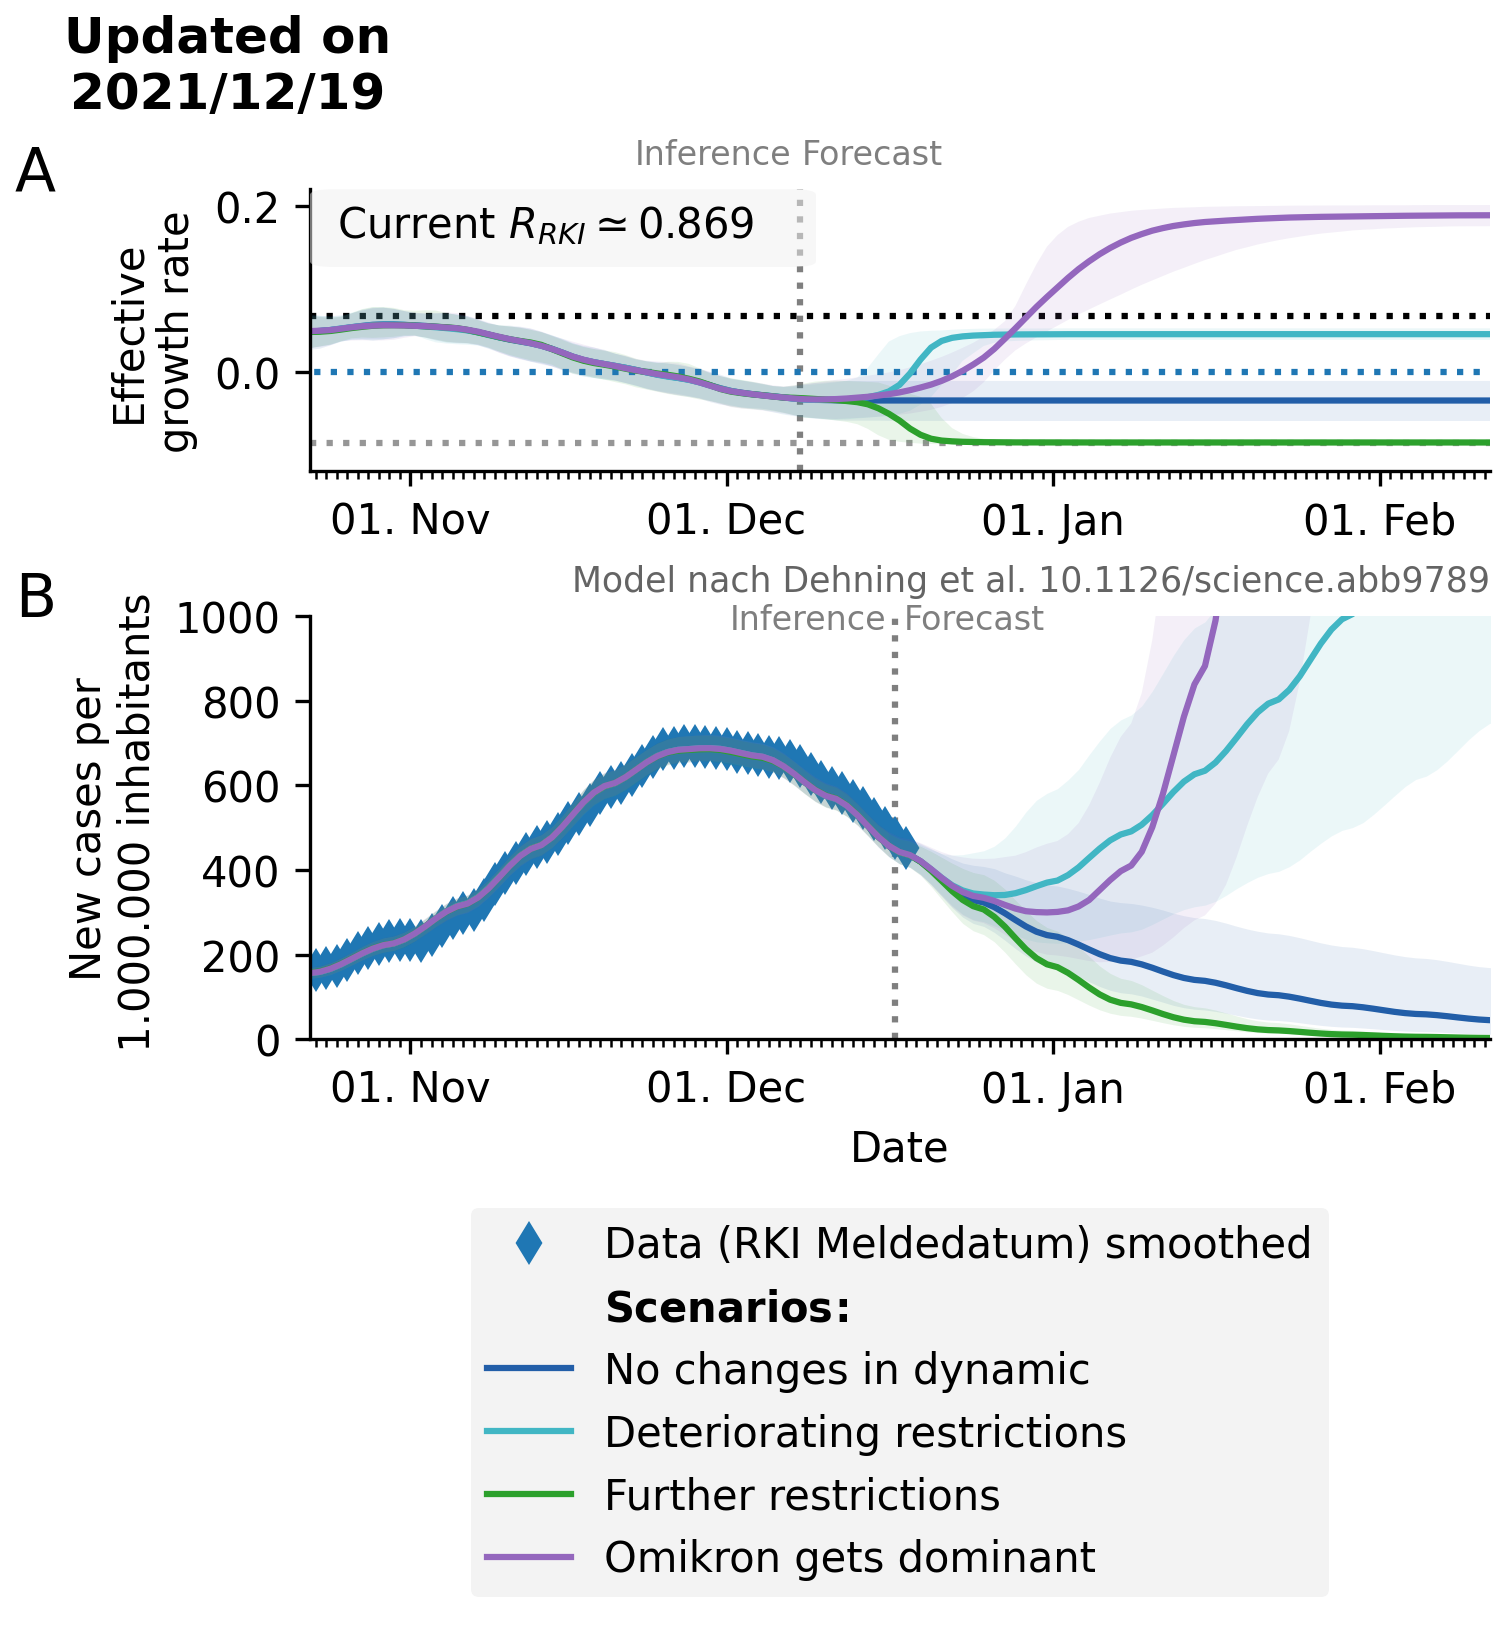 Updated on
2021/12/19
A
Inference Forecast
Current R_RKI ≃ 0.869
Effective
growth rate
0.2
0.0
01. Nov 01. Dec 01. Jan 01. Feb
B
Model nach Dehning et al. 10.1126/science.abb9789
Inference Forecast
New cases per
1.000.000 inhabitants
1000
800
600
400
200
0
01. Nov 01. Dec 01. Jan 01. Feb
Date
Data (RKI Meldedatum) smoothed
Scenarios:
No changes in dynamic
Deteriorating restrictions
Further restrictions
Omikron gets dominant